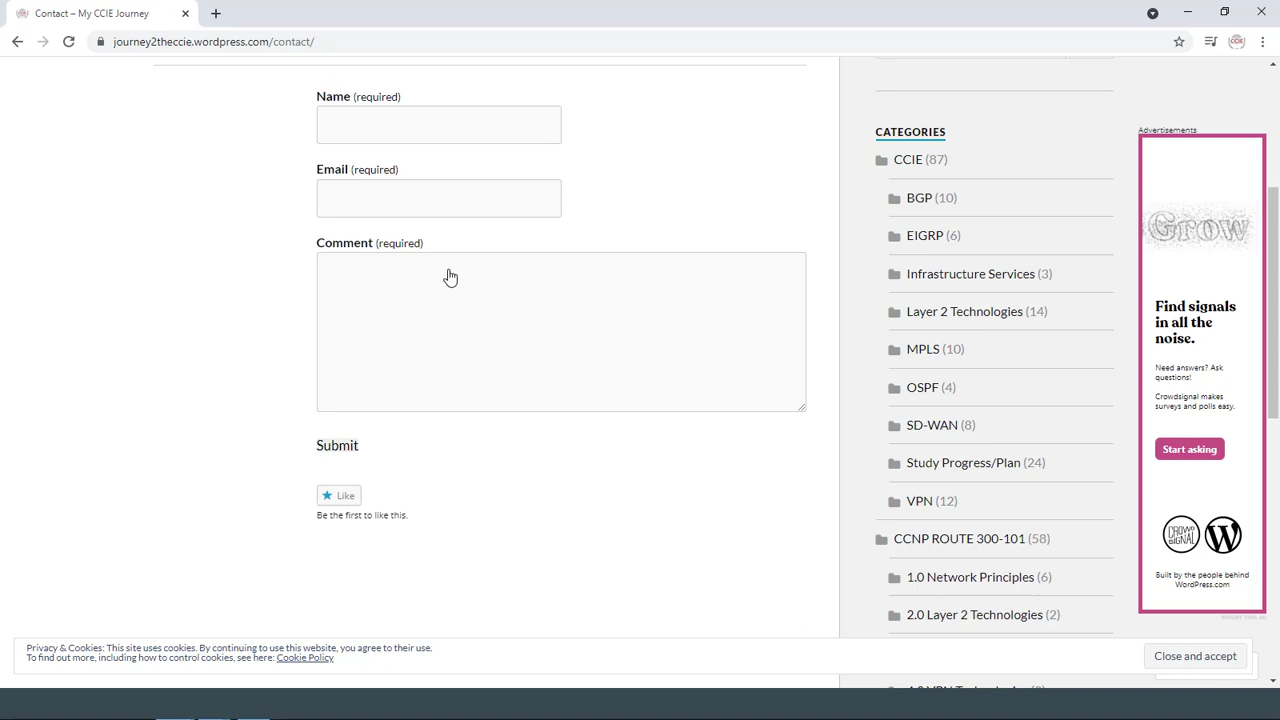 Contact – My CCIE Journey
journey2theccie.wordpress.com/contact/
Name (required)
Email (required)
Comment (required)
Submit
Like
Be the first to like this.
CATEGORIES
CCIE (87)
BGP (10)
EIGRP (6)
Infrastructure Services (3)
Layer 2 Technologies (14)
MPLS (10)
OSPF (4)
SD-WAN (8)
Study Progress/Plan (24)
VPN (12)
CCNP ROUTE 300-101 (58)
1.0 Network Principles (6)
2.0 Layer 2 Technologies (2)
Advertisements
Grow
Find signals
in all the
noise.
Need answers? Ask
questions!
Crowdsignal makes
surveys and polls easy.
Start asking
CROWD
SIGNAL
Built by the people behind
WordPress.com
REPORT THIS AD
Privacy & Cookies: This site uses cookies. By continuing to use this website, you agree to their use.
To find out more, including how to control cookies, see here: Cookie Policy
Close and accept